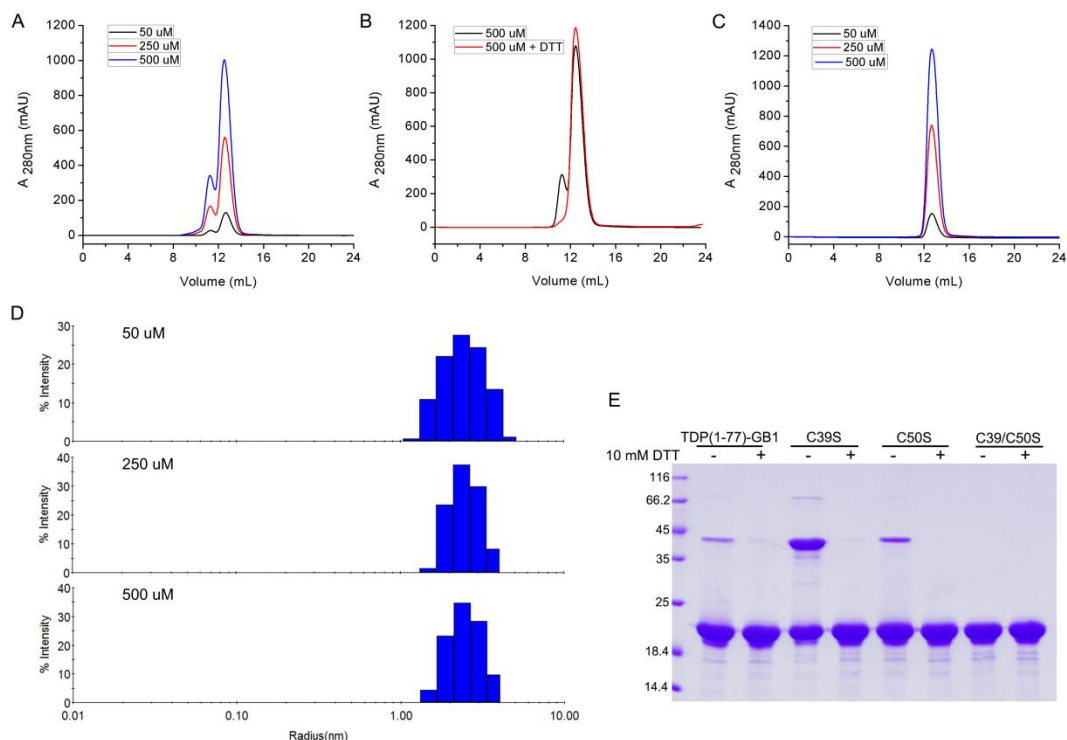 A
50 uM
250 uM
500 uM
1200
1000
800
600
400
200
0
A 280nm (mAU)
0 4 8 12 16 20 24
Volume (mL)
B
500 uM
500 uM + DTT
1200
1000
800
600
400
200
0
A 280nm (mAU)
0 4 8 12 16 20 24
Volume (mL)
C
50 uM
250 uM
500 uM
1400
1200
1000
800
600
400
200
0
A 280nm (mAU)
0 4 8 12 16 20 24
Volume (mL)
D
50 uM
30
20
10
0
% Intensity
250 uM
40
30
20
10
0
% Intensity
500 uM
40
30
20
10
0
% Intensity
0.01 0.10 1.00 10.00
Radius(nm)
E
TDP(1-77)-GB1 C39S C50S C39/C50S
10 mM DTT - + - + - + - +
116
66.2
45
35
25
18.4
14.4